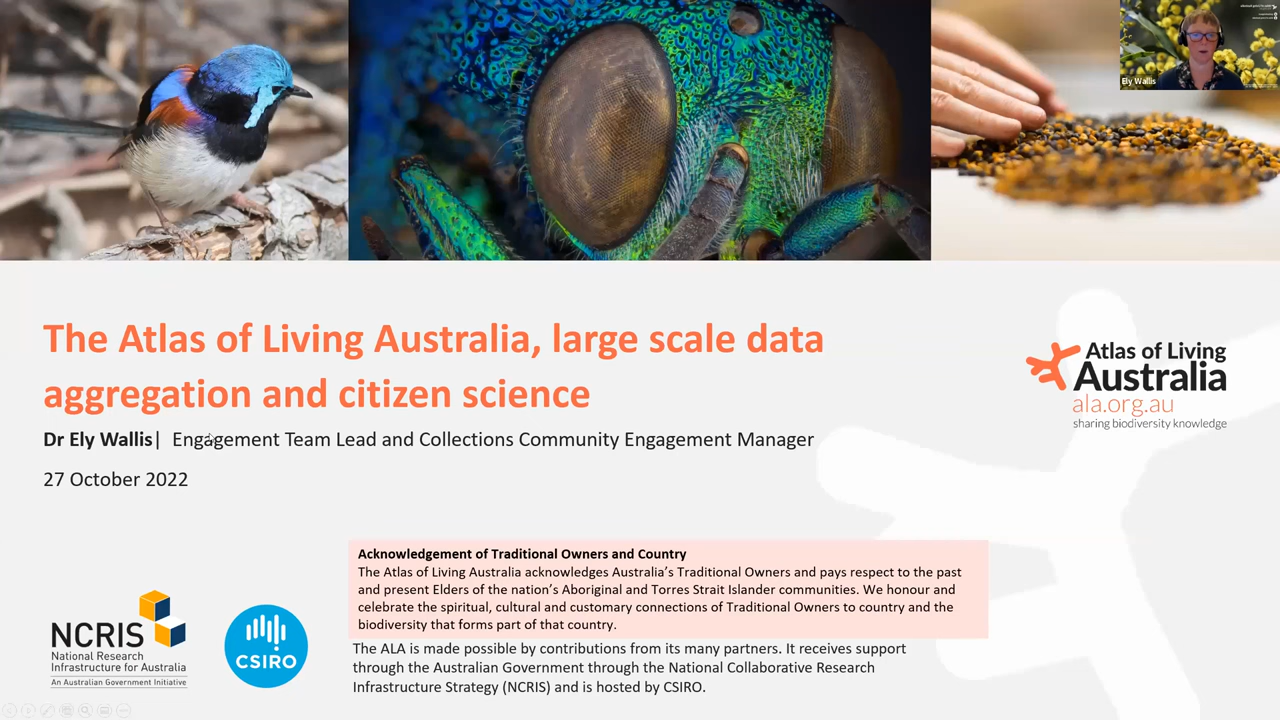 Ely Wallis
The Atlas of Living Australia, large scale data
aggregation and citizen science
Dr Ely Wallis| Engagement Team Lead and Collections Community Engagement Manager
27 October 2022
Atlas of Living
Australia
ala.org.au
sharing biodiversity knowledge
Acknowledgement of Traditional Owners and Country
The Atlas of Living Australia acknowledges Australia's Traditional Owners and pays respect to the past
and present Elders of the nation's Aboriginal and Torres Strait Islander communities. We honour and
celebrate the spiritual, cultural and customary connections of Traditional Owners to country and the
biodiversity that forms part of that country.
The ALA is made possible by contributions from its many partners. It receives support
through the Australian Government through the National Collaborative Research
Infrastructure Strategy (NCRIS) and is hosted by CSIRO.
NCRIS
National Research
Infrastructure for Australia
An Australian Government Initiative
CSIRO